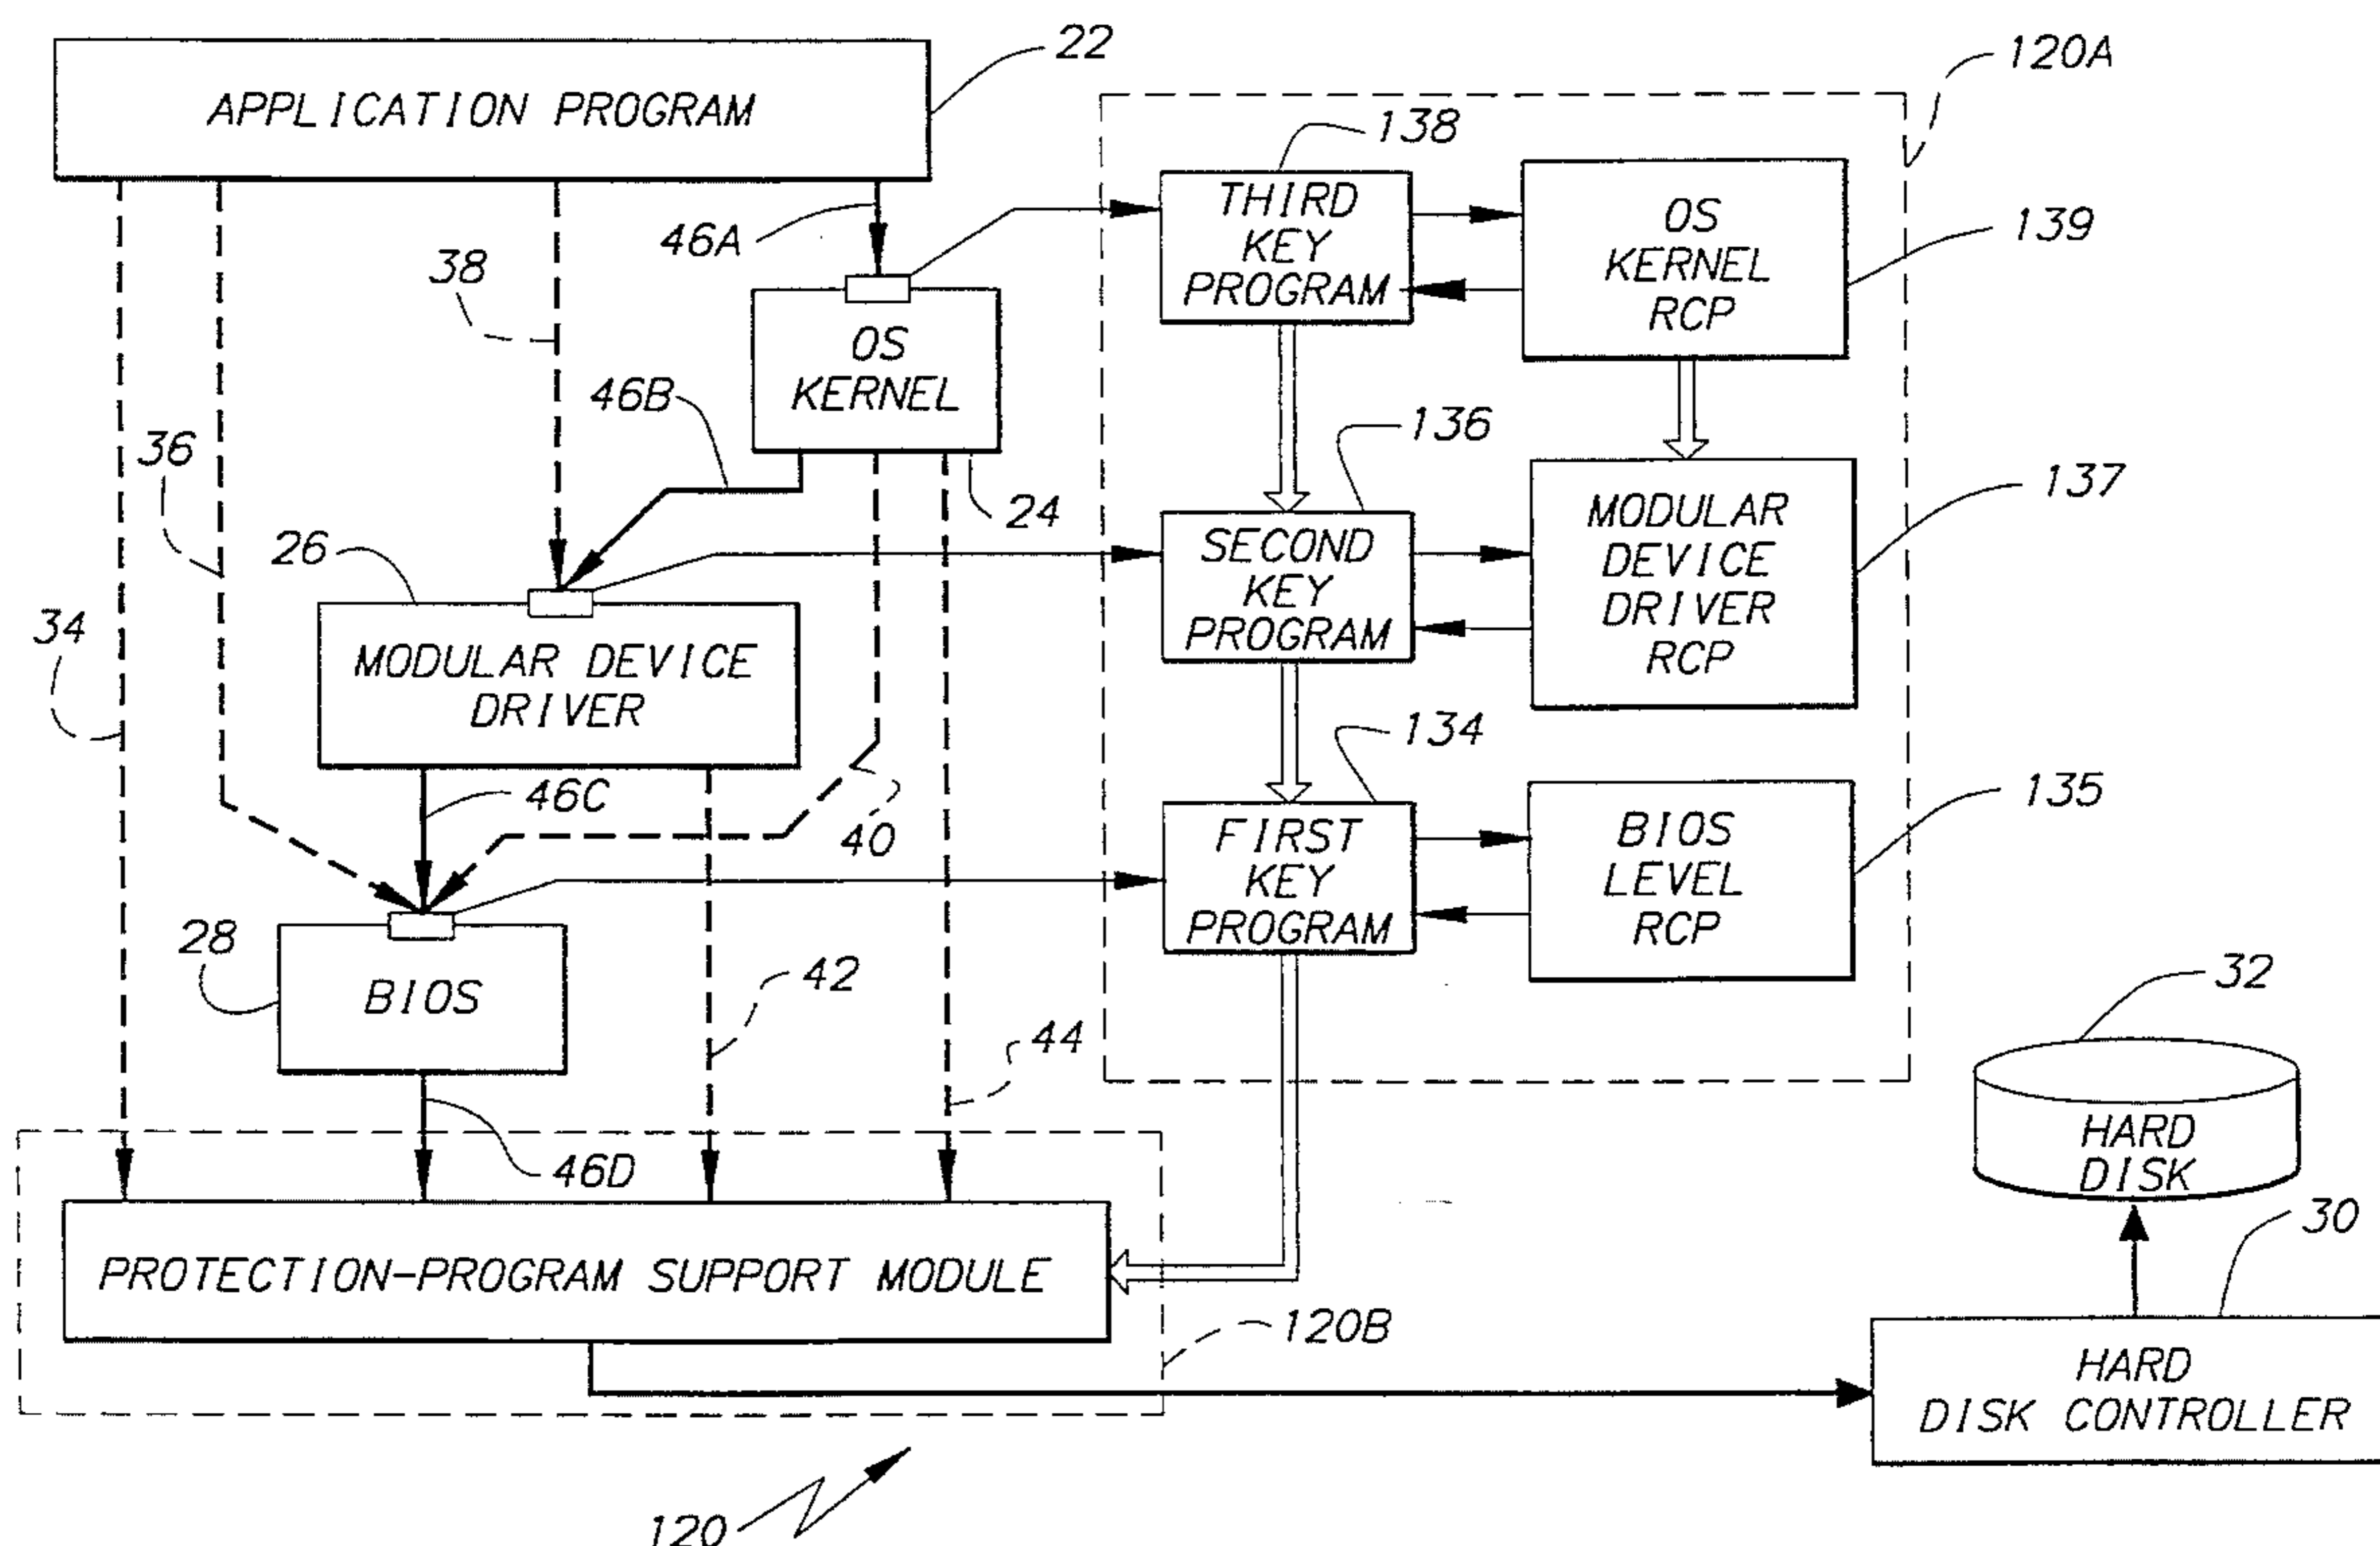 22
APPLICATION PROGRAM
120A
138
THIRD
KEY
PROGRAM
OS
KERNEL
RCP
139
46A
38
OS
KERNEL
46B
36
24
136
SECOND
KEY
PROGRAM
MODULAR
DEVICE
DRIVER
RCP
137
26
34
MODULAR DEVICE
DRIVER
46C
40
134
FIRST
KEY
PROGRAM
BIOS
LEVEL
RCP
135
28
BIOS
42
44
32
HARD
DISK
46D
30
PROTECTION-PROGRAM SUPPORT MODULE
120B
HARD
DISK CONTROLLER
120